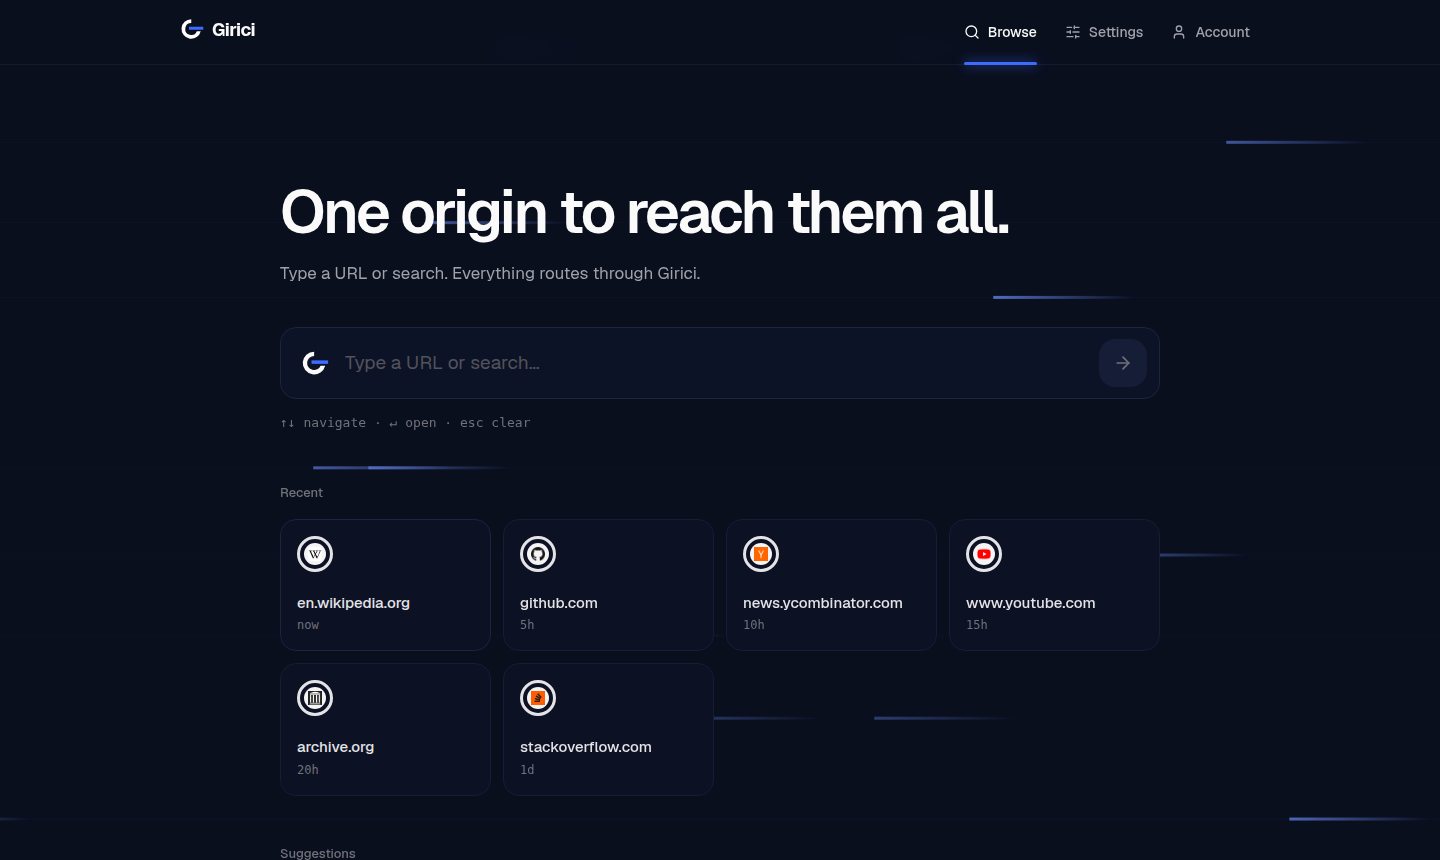 Girici
Browse
Settings
Account
One origin to reach them all.
Type a URL or search. Everything routes through Girici.
Type a URL or search...
↑↓ navigate · ↵ open · esc clear
Recent
W
Y
en.wikipedia.org
github.com
news.ycombinator.com
www.youtube.com
now
5h
10h
15h
archive.org
stackoverflow.com
20h
1d
Suggestions